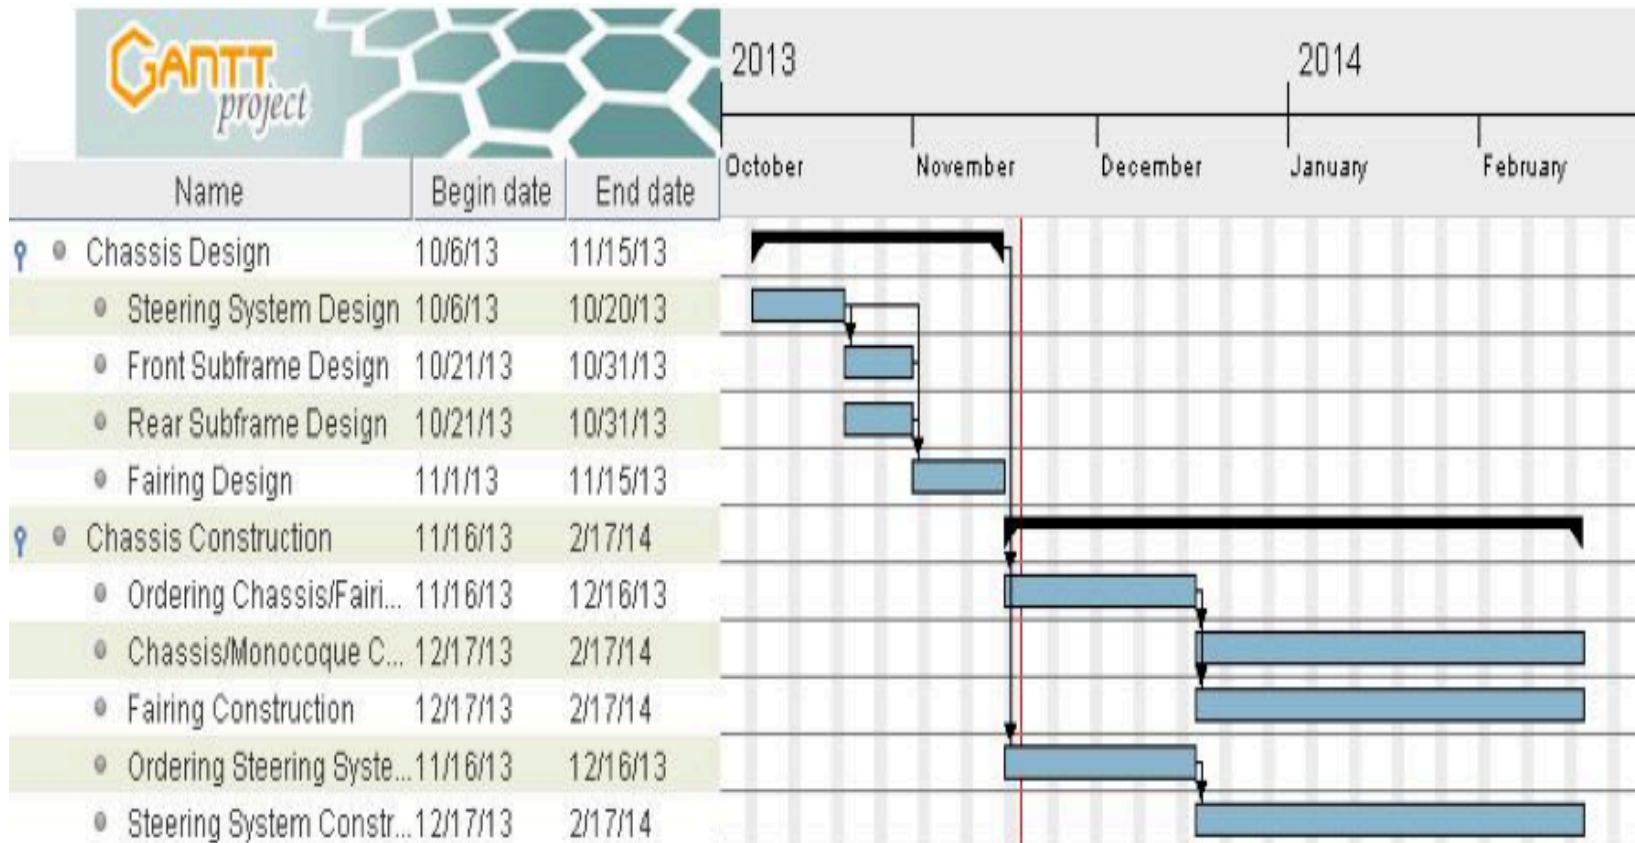 GANTT
project
2013 2014
October November December January February
Name Begin date End date
Chassis Design 10/6/13 11/15/13
Steering System Design 10/6/13 10/20/13
Front Subframe Design 10/21/13 10/31/13
Rear Subframe Design 10/21/13 10/31/13
Fairing Design 11/1/13 11/15/13
Chassis Construction 11/16/13 2/17/14
Ordering Chassis/Fairi... 11/16/13 12/16/13
Chassis/Monocoque C... 12/17/13 2/17/14
Fairing Construction 12/17/13 2/17/14
Ordering Steering Syste... 11/16/13 12/16/13
Steering System Constr... 12/17/13 2/17/14